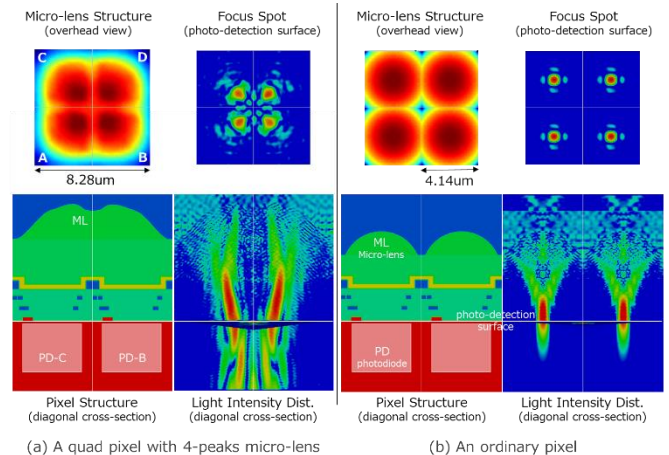 Micro-lens Structure
(overhead view)
Focus Spot
(photo-detection surface)
C
D
A
B
8.28um
ML
PD-C
PD-B
Pixel Structure
(diagonal cross-section)
Light Intensity Dist.
(diagonal cross-section)
(a) A quad pixel with 4-peaks micro-lens
Micro-lens Structure
(overhead view)
Focus Spot
(photo-detection surface)
4.14um
ML
Micro-lens
photo-detection
surface
PD
photodiode
Pixel Structure
(diagonal cross-section)
Light Intensity Dist.
(diagonal cross-section)
(b) An ordinary pixel